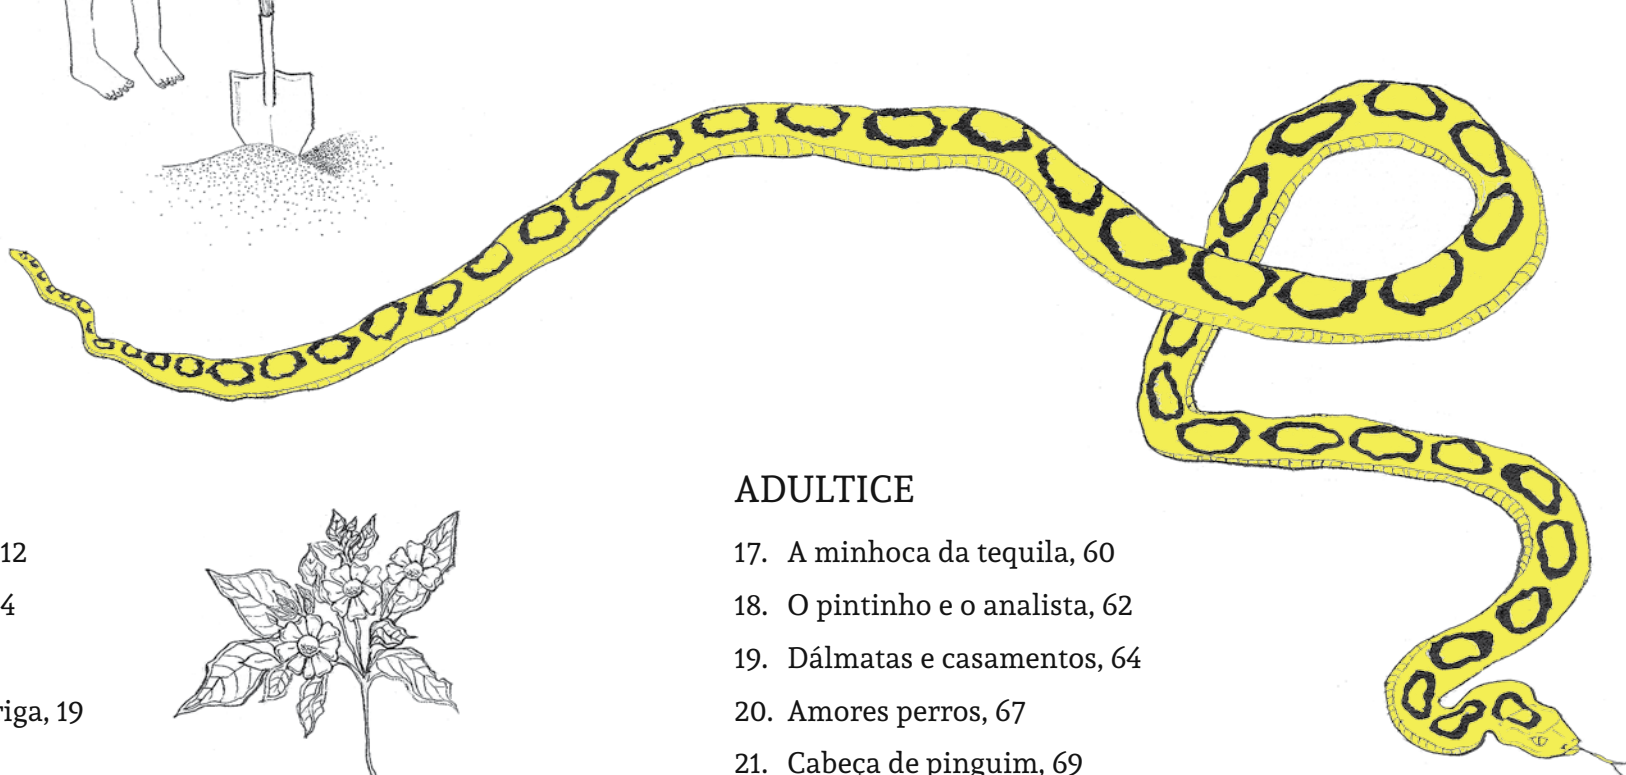 12
4
iga, 19
ADULTICE
17. A minhoca da tequila, 60
18. O pintinho e o analista, 62
19. Dálmatas e casamentos, 64
20. Amores perros, 67
21. Cabeça de pinguim, 69